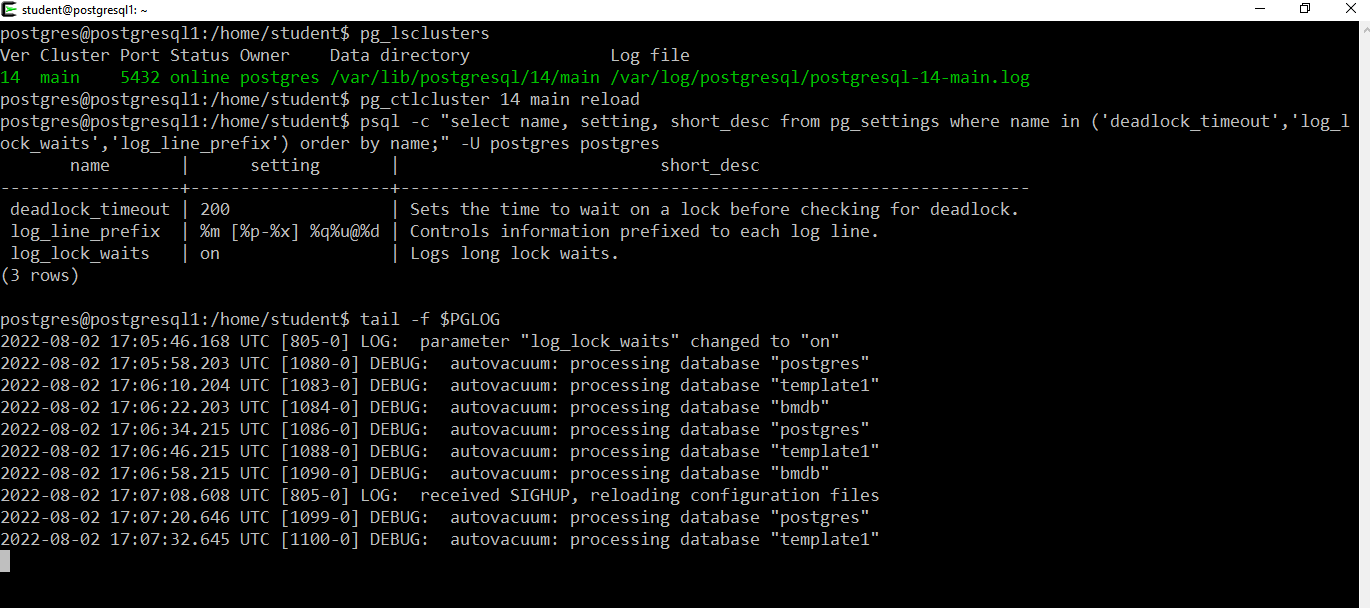 student@postgresql1: ~
postgres@postgresql1:/home/student$ pg_lsclusters
Ver Cluster Port Status Owner    Data directory              Log file
14  main    5432 online postgres /var/lib/postgresql/14/main /var/log/postgresql/postgresql-14-main.log
postgres@postgresql1:/home/student$ pg_ctlcluster 14 main reload
postgres@postgresql1:/home/student$ psql -c "select name, setting, short_desc from pg_settings where name in ('deadlock_timeout','log_l
ock_waits','log_line_prefix') order by name;" -U postgres postgres
       name       |      setting       |                          short_desc
------------------+--------------------+---------------------------------------------------------------
 deadlock_timeout | 200                | Sets the time to wait on a lock before checking for deadlock.
 log_line_prefix  | %m [%p-%x] %q%u@%d | Controls information prefixed to each log line.
 log_lock_waits   | on                 | Logs long lock waits.
(3 rows)
postgres@postgresql1:/home/student$ tail -f $PGLOG
2022-08-02 17:05:46.168 UTC [805-0] LOG:  parameter "log_lock_waits" changed to "on"
2022-08-02 17:05:58.203 UTC [1080-0] DEBUG:  autovacuum: processing database "postgres"
2022-08-02 17:06:10.204 UTC [1083-0] DEBUG:  autovacuum: processing database "template1"
2022-08-02 17:06:22.203 UTC [1084-0] DEBUG:  autovacuum: processing database "bmdb"
2022-08-02 17:06:34.215 UTC [1086-0] DEBUG:  autovacuum: processing database "postgres"
2022-08-02 17:06:46.215 UTC [1088-0] DEBUG:  autovacuum: processing database "template1"
2022-08-02 17:06:58.215 UTC [1090-0] DEBUG:  autovacuum: processing database "bmdb"
2022-08-02 17:07:08.608 UTC [805-0] LOG:  received SIGHUP, reloading configuration files
2022-08-02 17:07:20.646 UTC [1099-0] DEBUG:  autovacuum: processing database "postgres"
2022-08-02 17:07:32.645 UTC [1100-0] DEBUG:  autovacuum: processing database "template1"